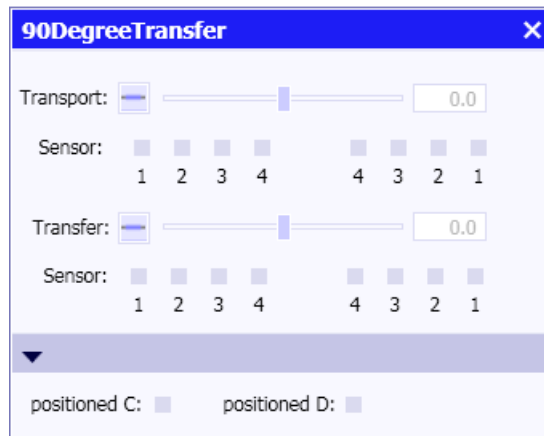 90DegreeTransfer
Transport: 0.0
Sensor:
1 2 3 4 4 3 2 1
Transfer: 0.0
Sensor:
1 2 3 4 4 3 2 1
positioned C: positioned D: